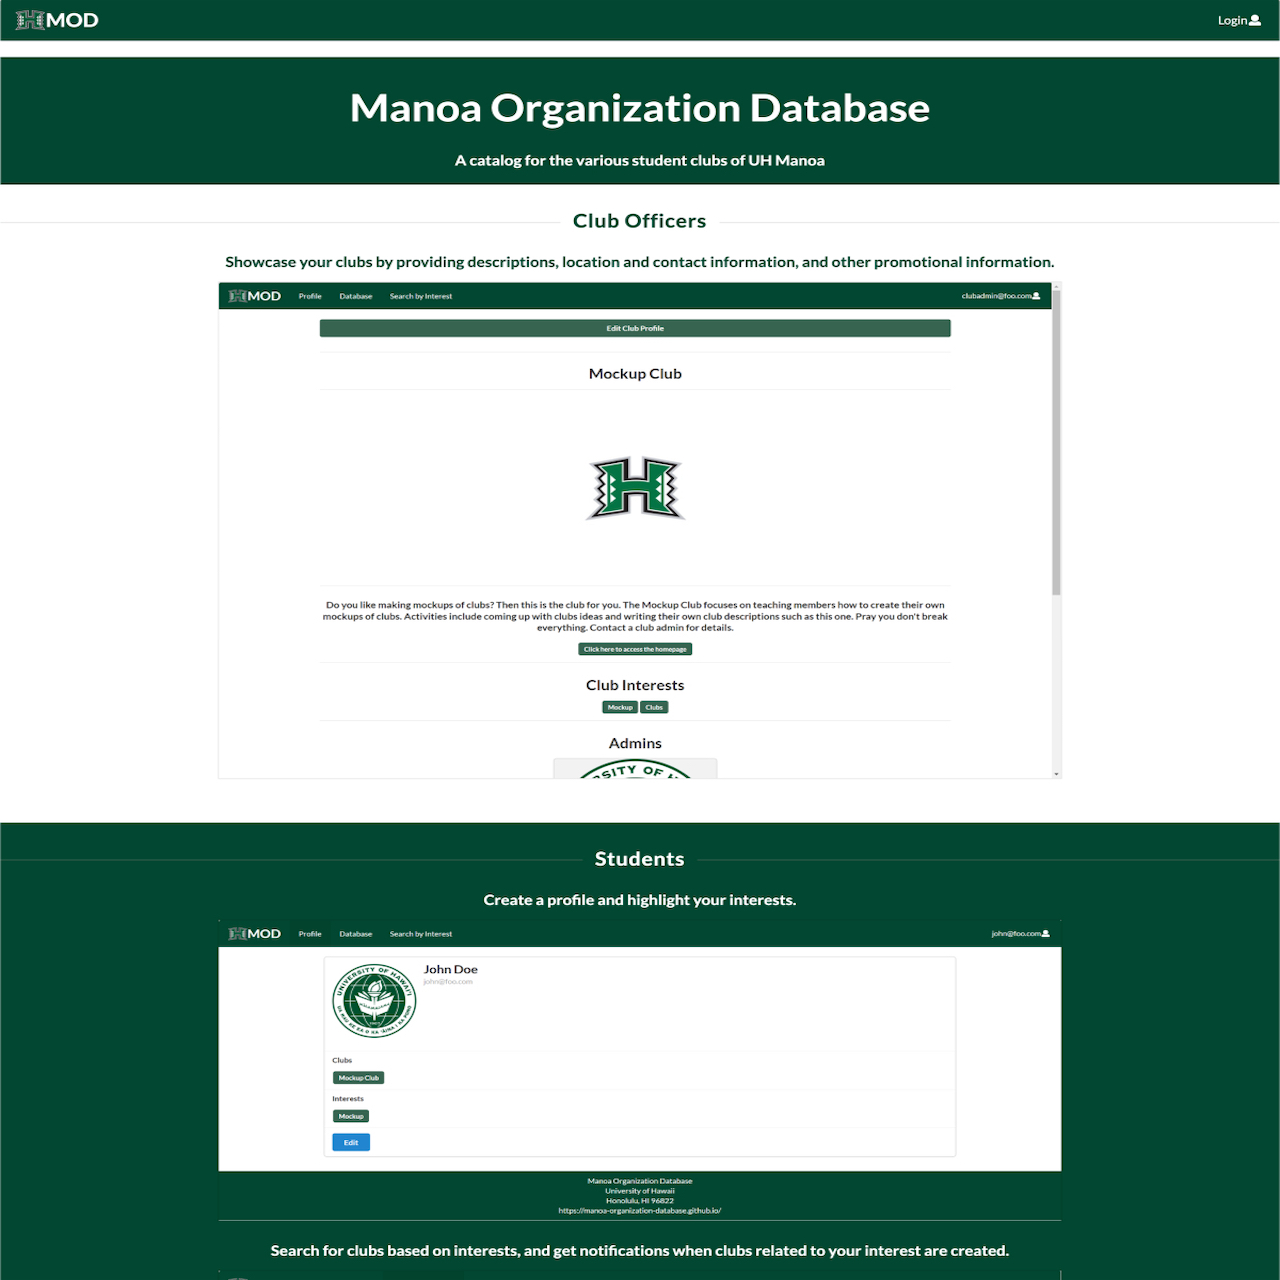 MOD
Login
Manoa Organization Database
A catalog for the various student clubs of UH Manoa
Club Officers
Showcase your clubs by providing descriptions, location and contact information, and other promotional information.
MOD Profile Database Search by Interest clubadmin@foo.com
Edit Club Profile
Mockup Club
H
Do you like making mockups of clubs? Then this is the club for you. The Mockup Club focuses on teaching members how to create their own
mockups of clubs. Activities include coming up with clubs ideas and writing their own club descriptions such as this one. Pray you don't break
everything. Contact a club admin for details.
Click here to access the homepage
Club Interests
Mockup Clubs
Admins
Students
Create a profile and highlight your interests.
MOD Profile Database Search by Interest john@foo.com
UNIVERSITY OF HAWAI'I
John Doe
john@foo.com
Clubs
Mockup Club
Interests
Mockup
Edit
Manoa Organization Database
University of Hawaii
Honolulu, HI 96822
https://manoa-organization-database.github.io/
Search for clubs based on interests, and get notifications when clubs related to your interest are created.